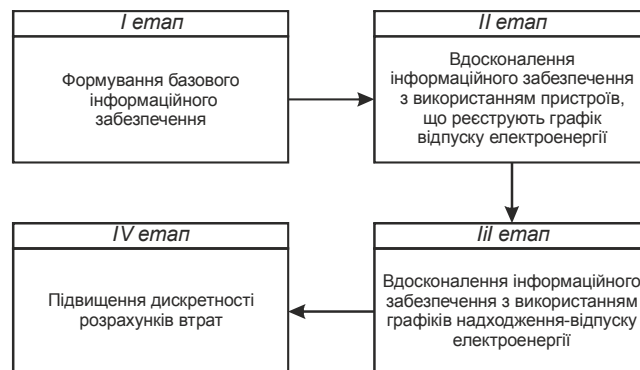 I етап
Формування базового
інформаційного
забезпечення
II етап
Вдосконалення
інформаційного забезпечення
з використанням пристроїв,
що реєструють графік
відпуску електроенергії
IiI етап
Вдосконалення інформаційного
забезпечення з використанням
графіків надходження-відпуску
електроенергії
IV етап
Підвищення дискретності
розрахунків втрат